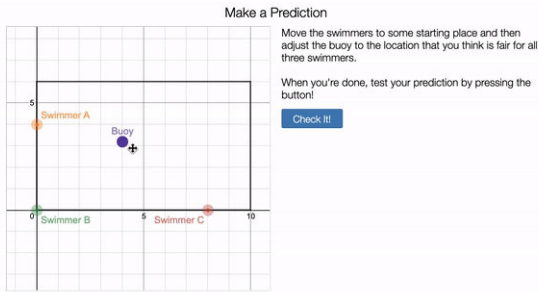 Make a Prediction
Move the swimmers to some starting place and then
adjust the buoy to the location that you think is fair for all
three swimmers.
When you're done, test your prediction by pressing the
button!
Check It!
5
Swimmer A
Buoy
0
Swimmer B
5
Swimmer C
10